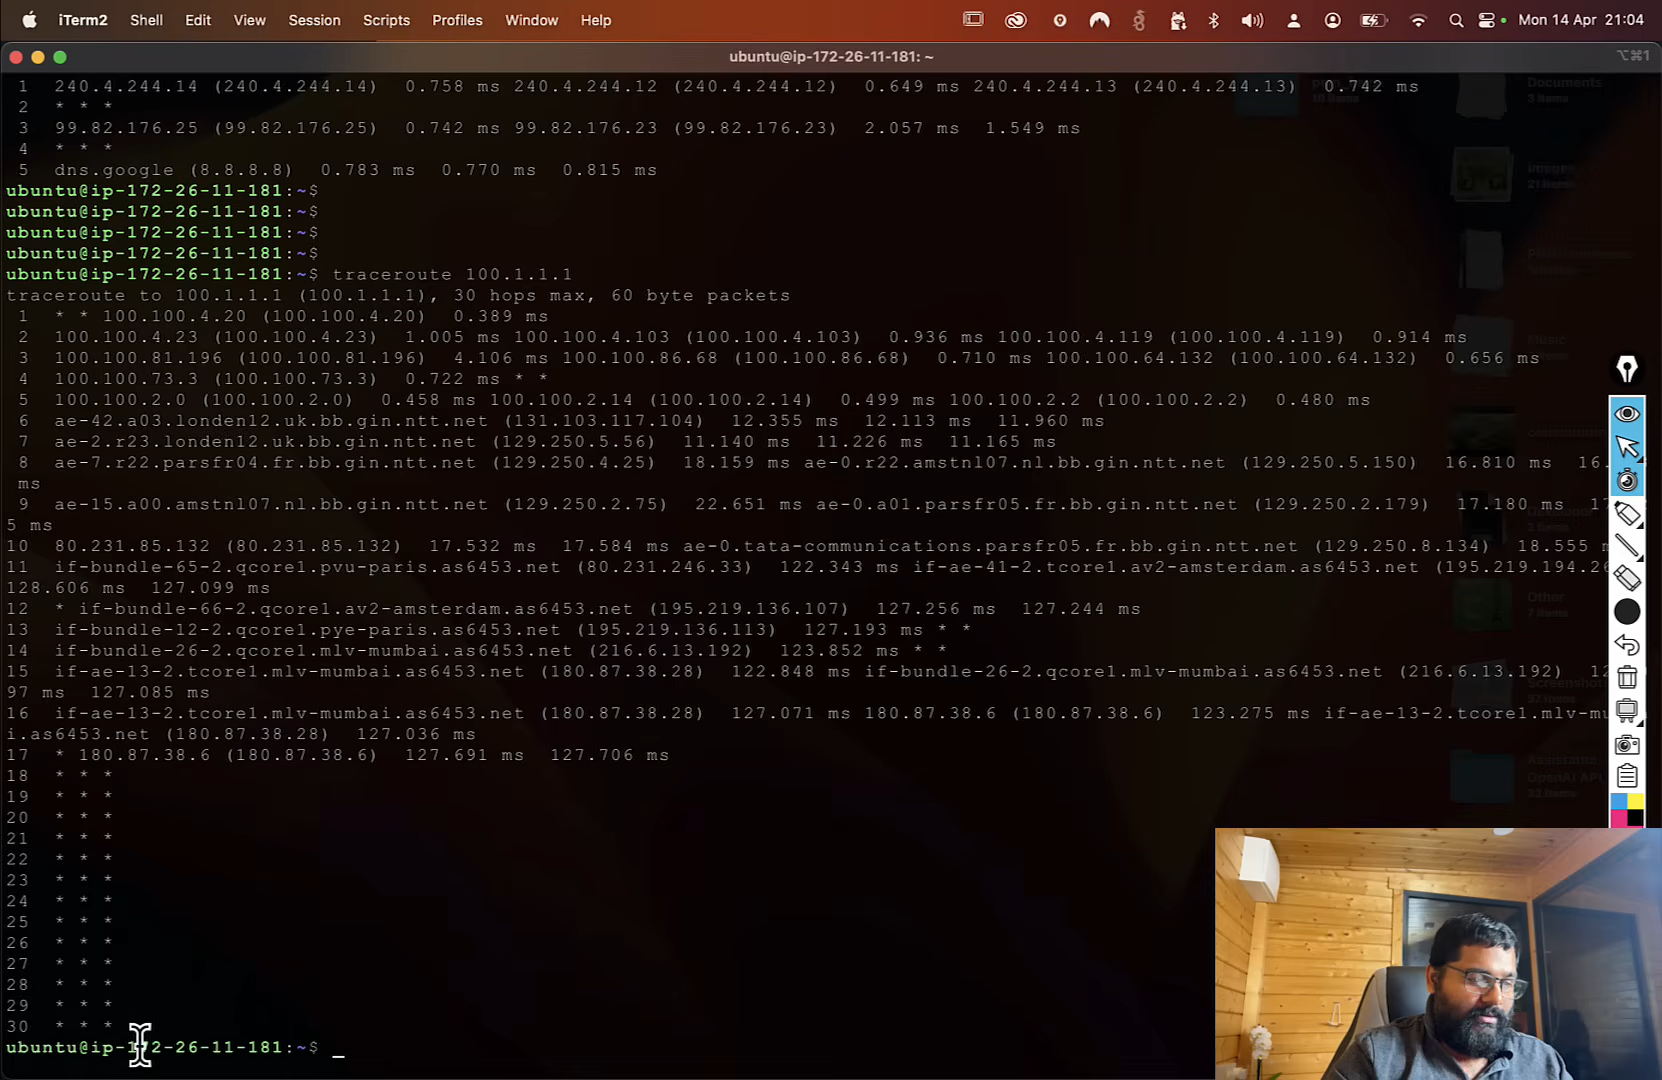 iTerm2 Shell Edit View Session Scripts Profiles Window Help Mon 14 Apr 21:04
ubuntu@ip-172-26-11-181: ~ ⌥⌘1
1 240.4.244.14 (240.4.244.14) 0.758 ms 240.4.244.12 (240.4.244.12) 0.649 ms 240.4.244.13 (240.4.244.13) 0.742 ms
2 * * *
3 99.82.176.25 (99.82.176.25) 0.742 ms 99.82.176.23 (99.82.176.23) 2.057 ms 1.549 ms
4 * * *
5 dns.google (8.8.8.8) 0.783 ms 0.770 ms 0.815 ms
ubuntu@ip-172-26-11-181:~$
ubuntu@ip-172-26-11-181:~$
ubuntu@ip-172-26-11-181:~$
ubuntu@ip-172-26-11-181:~$
ubuntu@ip-172-26-11-181:~$ traceroute 100.1.1.1
traceroute to 100.1.1.1 (100.1.1.1), 30 hops max, 60 byte packets
1 * * 100.100.4.20 (100.100.4.20) 0.389 ms
2 100.100.4.23 (100.100.4.23) 1.005 ms 100.100.4.103 (100.100.4.103) 0.936 ms 100.100.4.119 (100.100.4.119) 0.914 ms
3 100.100.81.196 (100.100.81.196) 4.106 ms 100.100.86.68 (100.100.86.68) 0.710 ms 100.100.64.132 (100.100.64.132) 0.656 ms
4 100.100.73.3 (100.100.73.3) 0.722 ms * *
5 100.100.2.0 (100.100.2.0) 0.458 ms 100.100.2.14 (100.100.2.14) 0.499 ms 100.100.2.2 (100.100.2.2) 0.480 ms
6 ae-42.a03.londen12.uk.bb.gin.ntt.net (131.103.117.104) 12.355 ms 12.113 ms 11.960 ms
7 ae-2.r23.londen12.uk.bb.gin.ntt.net (129.250.5.56) 11.140 ms 11.226 ms 11.165 ms
8 ae-7.r22.parsfr04.fr.bb.gin.ntt.net (129.250.4.25) 18.159 ms ae-0.r22.amstnl07.nl.bb.gin.ntt.net (129.250.5.150) 16.810 ms 16.
ms
9 ae-15.a00.amstnl07.nl.bb.gin.ntt.net (129.250.2.75) 22.651 ms ae-0.a01.parsfr05.fr.bb.gin.ntt.net (129.250.2.179) 17.180 ms
5 ms
10 80.231.85.132 (80.231.85.132) 17.532 ms 17.584 ms ae-0.tata-communications.parsfr05.fr.bb.gin.ntt.net (129.250.8.134) 18.555
11 if-bundle-65-2.qcore1.pvu-paris.as6453.net (80.231.246.33) 122.343 ms if-ae-41-2.tcore1.av2-amsterdam.as6453.net (195.219.194.26
128.606 ms 127.099 ms
12 * if-bundle-66-2.qcore1.av2-amsterdam.as6453.net (195.219.136.107) 127.256 ms 127.244 ms
13 if-bundle-12-2.qcore1.pye-paris.as6453.net (195.219.136.113) 127.193 ms * *
14 if-bundle-26-2.qcore1.mlv-mumbai.as6453.net (216.6.13.192) 123.852 ms * *
15 if-ae-13-2.tcore1.mlv-mumbai.as6453.net (180.87.38.28) 122.848 ms if-bundle-26-2.qcore1.mlv-mumbai.as6453.net (216.6.13.192) 12
97 ms 127.085 ms
16 if-ae-13-2.tcore1.mlv-mumbai.as6453.net (180.87.38.28) 127.071 ms 180.87.38.6 (180.87.38.6) 123.275 ms if-ae-13-2.tcore1.mlv-mu
i.as6453.net (180.87.38.28) 127.036 ms
17 * 180.87.38.6 (180.87.38.6) 127.691 ms 127.706 ms
18 * * *
19 * * *
20 * * *
21 * * *
22 * * *
23 * * *
24 * * *
25 * * *
26 * * *
27 * * *
28 * * *
29 * * *
30 * * *
ubuntu@ip-172-26-11-181:~$ _
Documents
3 items
10 items
Images
21 items
Music
Developer
Other
7 items
Screenshots
Assistants
OpenAI API